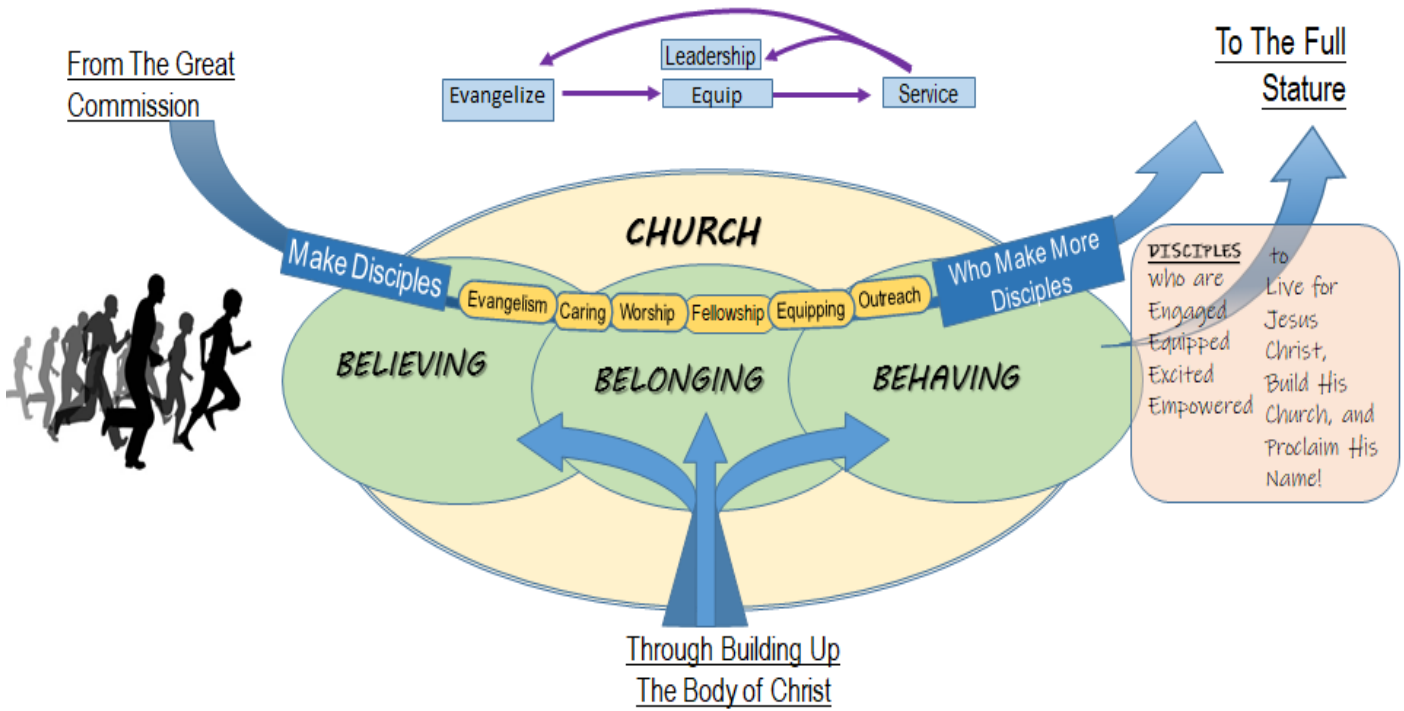 From The Great
Commission
Leadership
Evangelize
Equip
Service
To The Full
Stature
CHURCH
Make Disciples
Evangelism
Caring
Worship
Fellowship
Equipping
Outreach
Who Make More
Disciples
BELIEVING
BELONGING
BEHAVING
DISCIPLES
who are
Engaged
Equipped
Excited
Empowered
to
Live for
Jesus
Christ,
Build His
Church, and
Proclaim His
Name!
Through Building Up
The Body of Christ